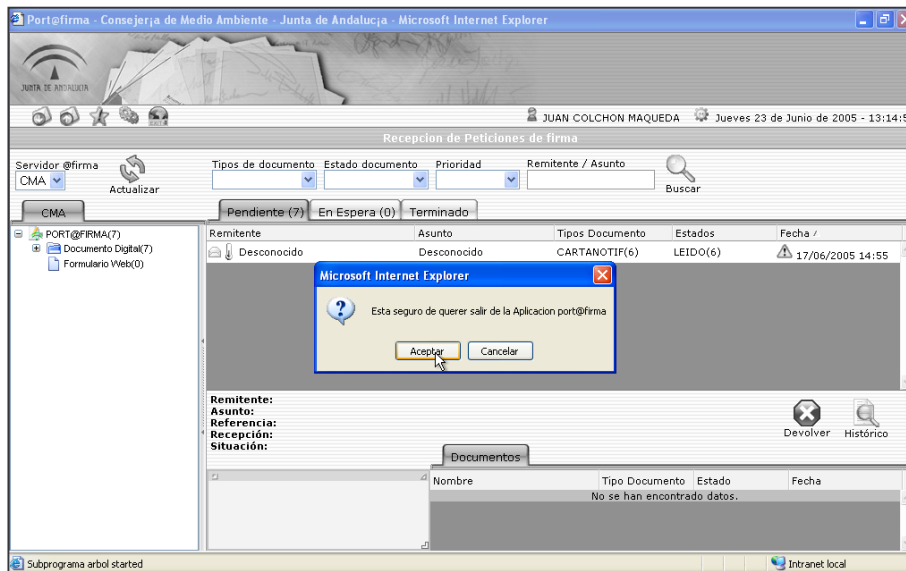 Port@firma - Consejer¡a de Medio Ambiente - Junta de Andaluc¡a - Microsoft Internet Explorer
JUNTA DE ANDALUCIA
JUAN COLCHON MAQUEDA Jueves 23 de Junio de 2005 - 13:14:5
Recepcion de Peticiones de firma
Servidor @firma
CMA
Actualizar
Tipos de documento Estado documento Prioridad Remitente / Asunto
Buscar
CMA
Pendiente (7) En Espera (0) Terminado
PORT@FIRMA(7)
Documento Digital(7)
Formulario Web(0)
Remitente Asunto Tipos Documento Estados Fecha /
Desconocido Desconocido CARTANOTIF(6) LEIDO(6) 17/06/2005 14:55
Microsoft Internet Explorer
Esta seguro de querer salir de la Aplicacion port@firma
Aceptar Cancelar
Remitente:
Asunto:
Referencia:
Recepción:
Situación:
Devolver Histórico
Documentos
Nombre Tipo Documento Estado Fecha
No se han encontrado datos.
Subprograma arbol started Intranet local